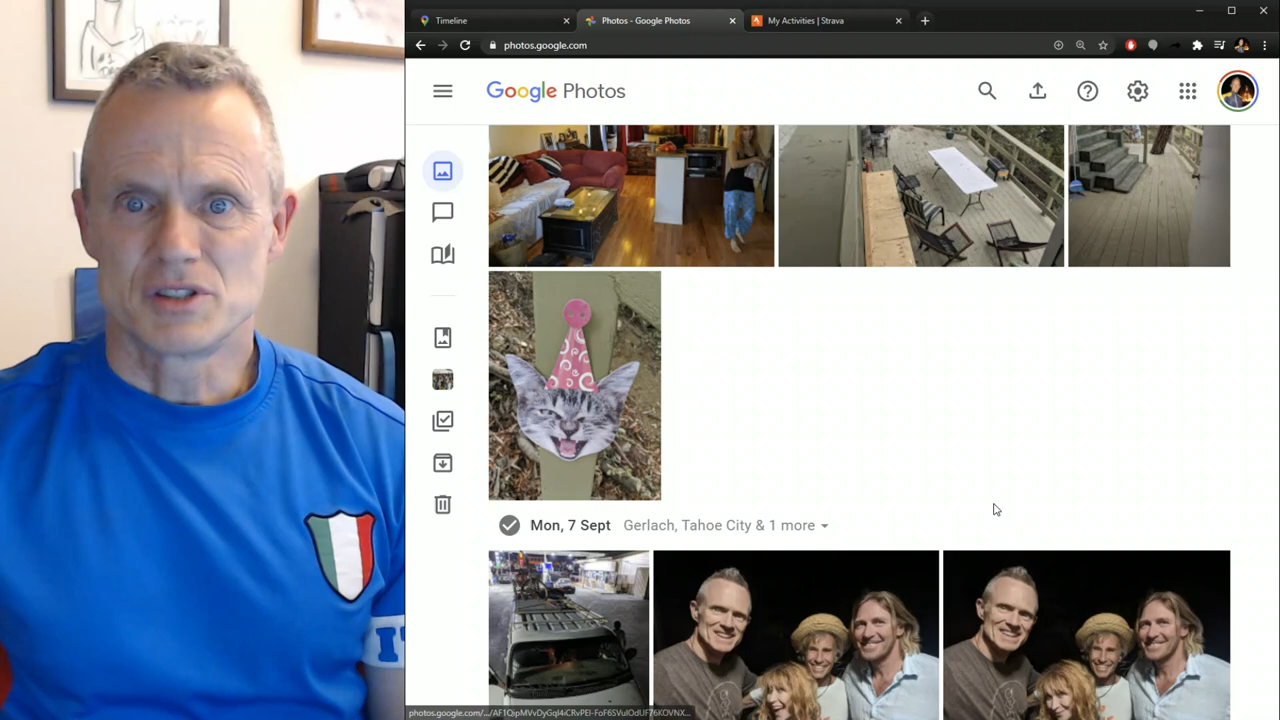 Timeline
Photos - Google Photos
My Activities | Strava
photos.google.com
Google Photos
Mon, 7 Sept Gerlach, Tahoe City & 1 more